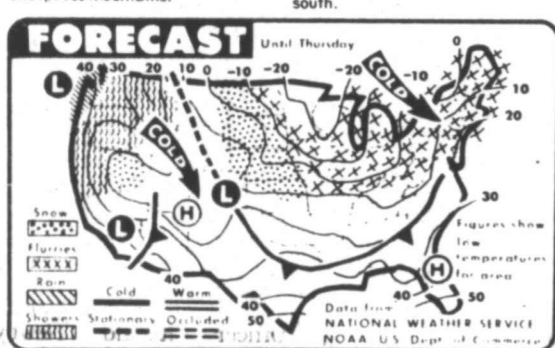 south.
FORECAST Until Thursday
40 30 20 10 0 -10 -20 -20 -10 0
COLD
10
20
L
COLD
L
H
L
30
Snow
Flurries
Rain
Showers
Cold Warm
Stationary Occluded
40
50
Figures show
low
temperatures
for area
H
40 50
Data from
NATIONAL WEATHER SERVICE
NOAA U S Dept of Commerce